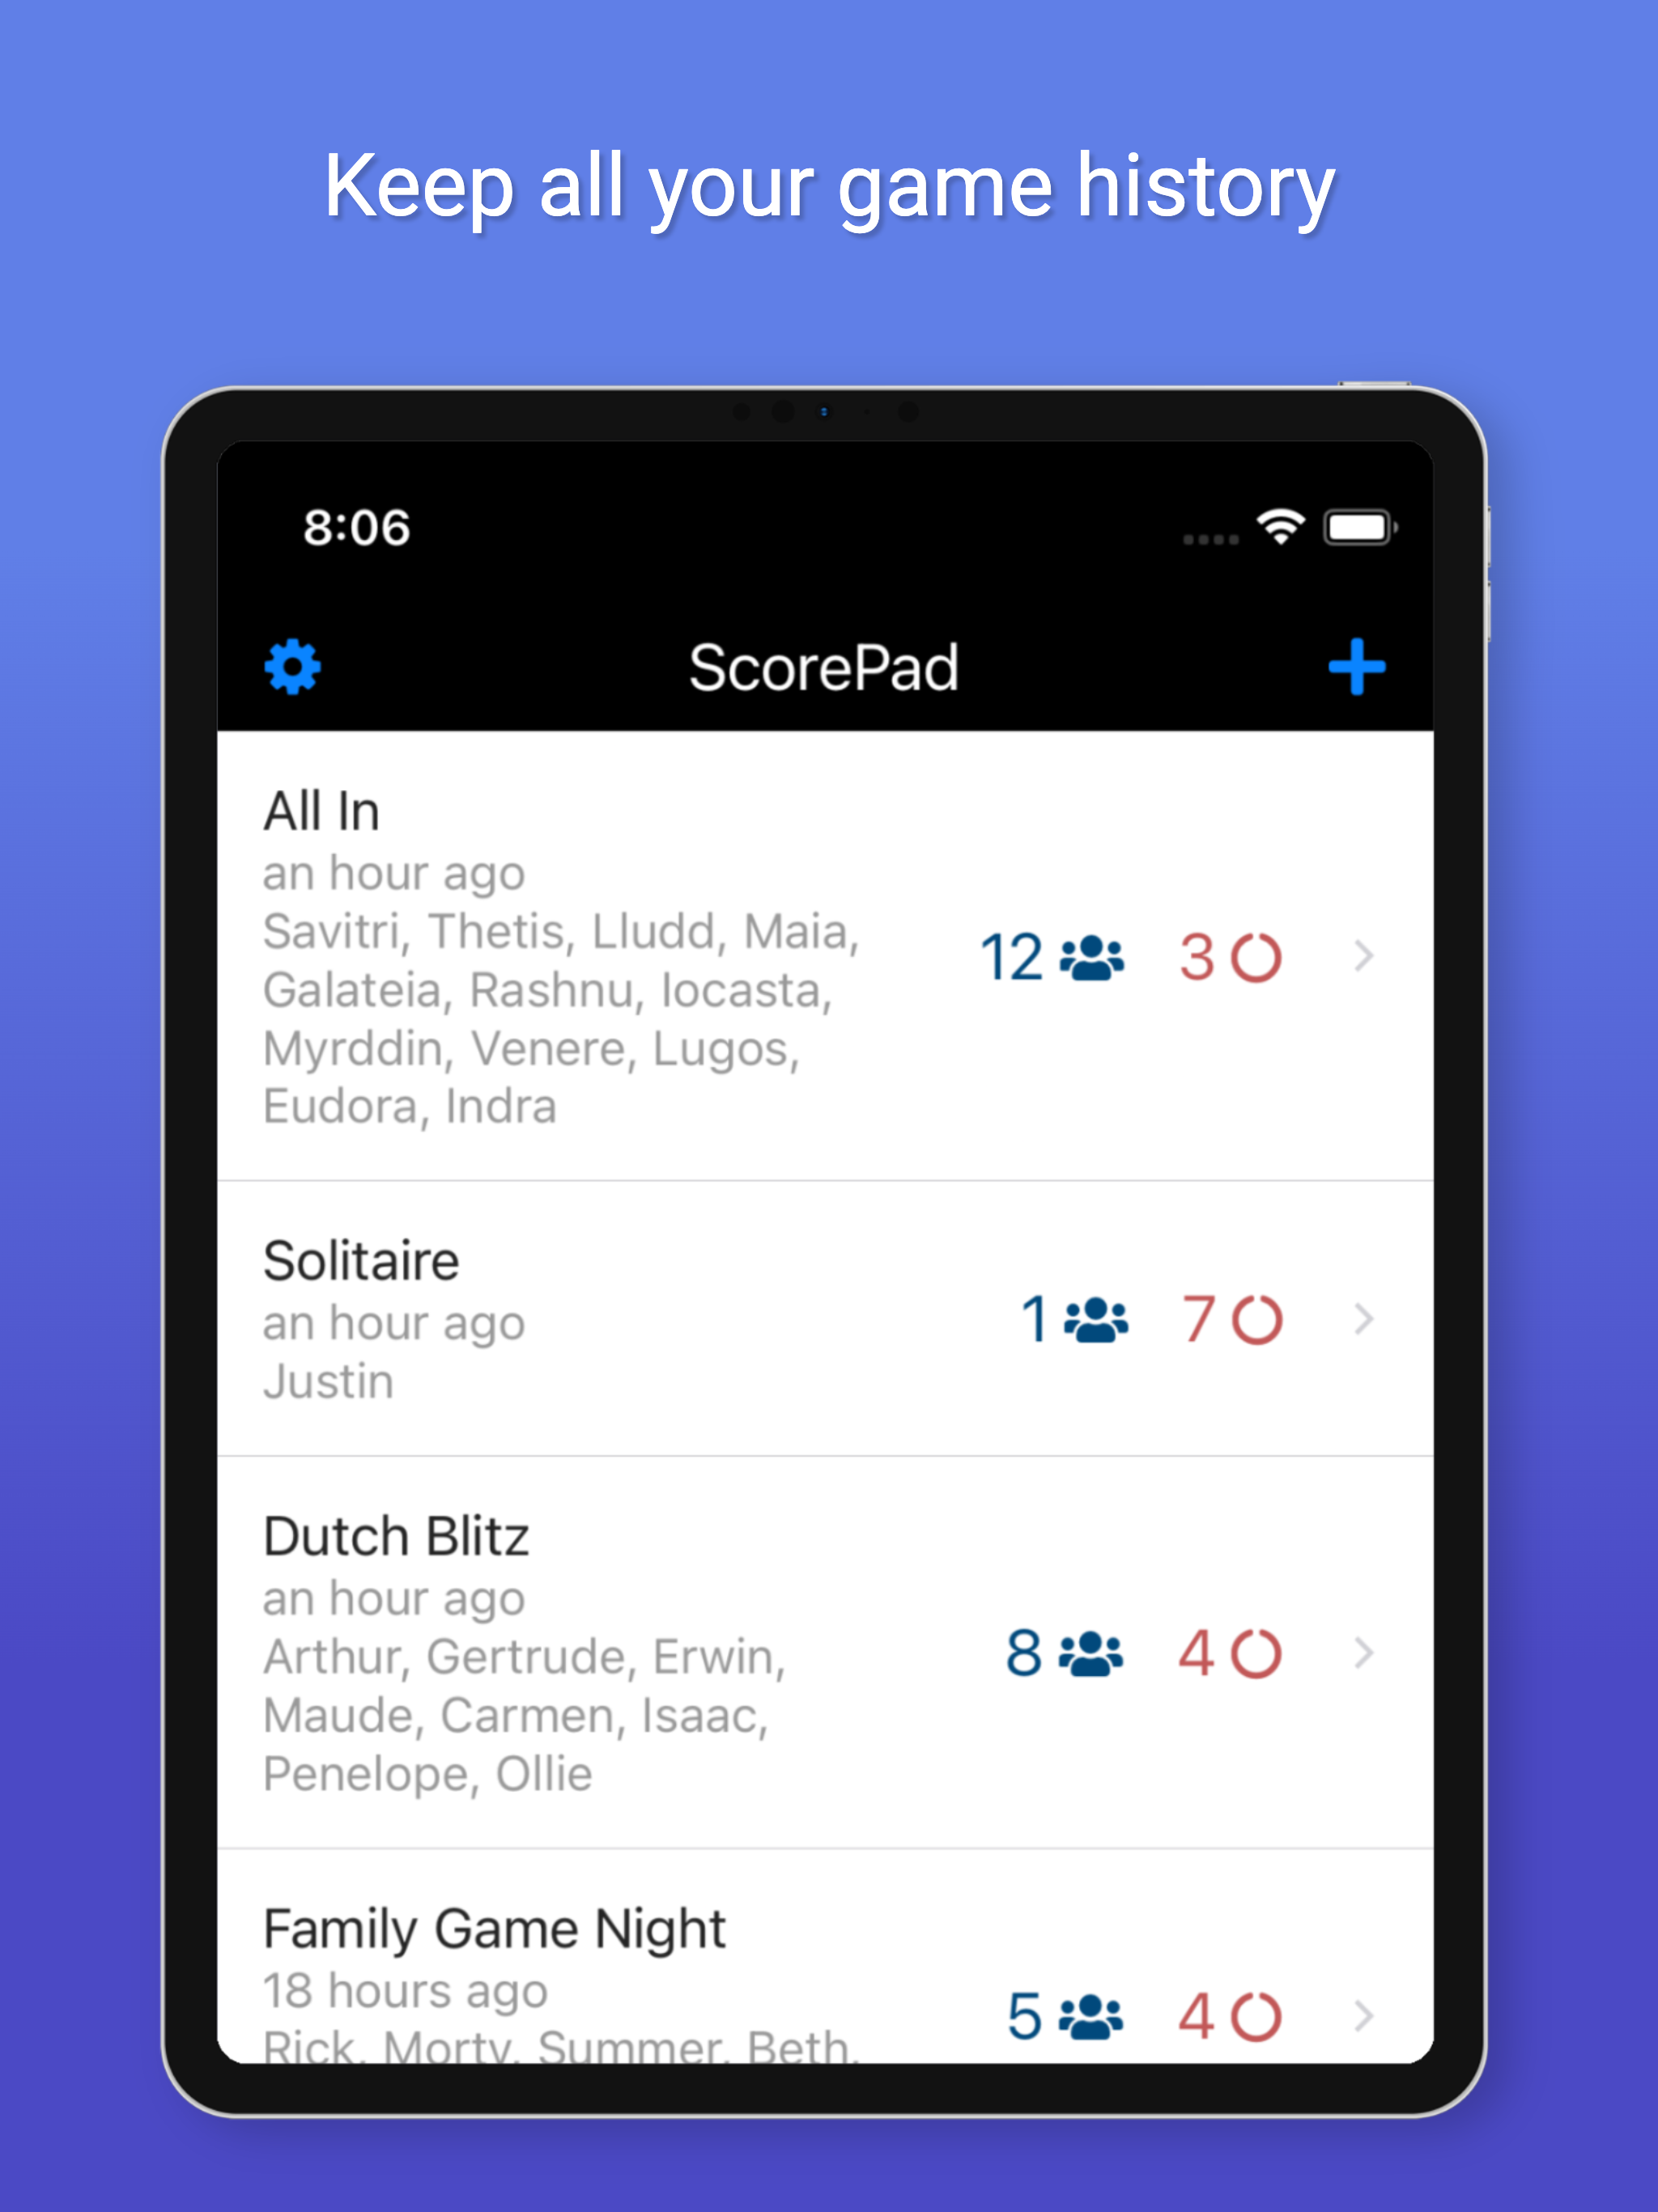 Keep all your game history
8:06
ScorePad
All In
an hour ago
Savitri, Thetis, Lludd, Maia,
Galateia, Rashnu, Iocasta,
Myrddin, Venere, Lugos,
Eudora, Indra
12
3
Solitaire
an hour ago
Justin
1
7
Dutch Blitz
an hour ago
Arthur, Gertrude, Erwin,
Maude, Carmen, Isaac,
Penelope, Ollie
8
4
Family Game Night
18 hours ago
Rick, Morty, Summer, Beth,
5
4